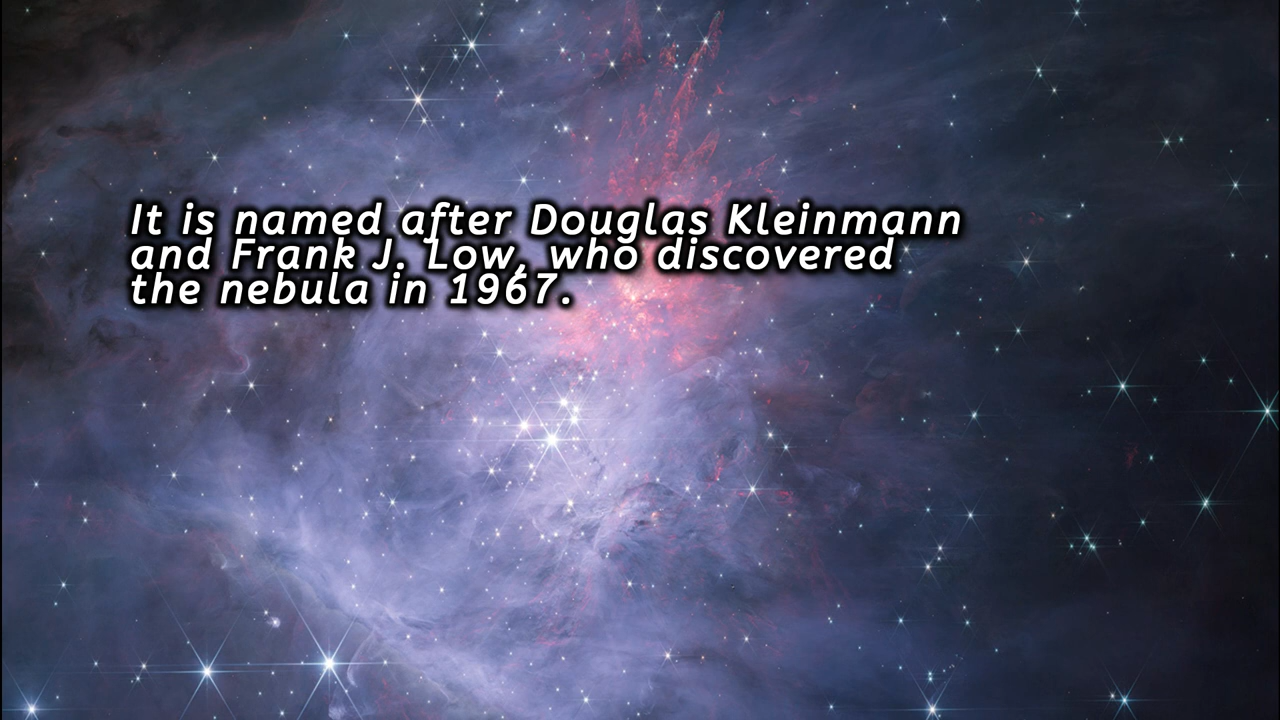 It is named after Douglas Kleinmann
and Frank J. Low, who discovered
the nebula in 1967.